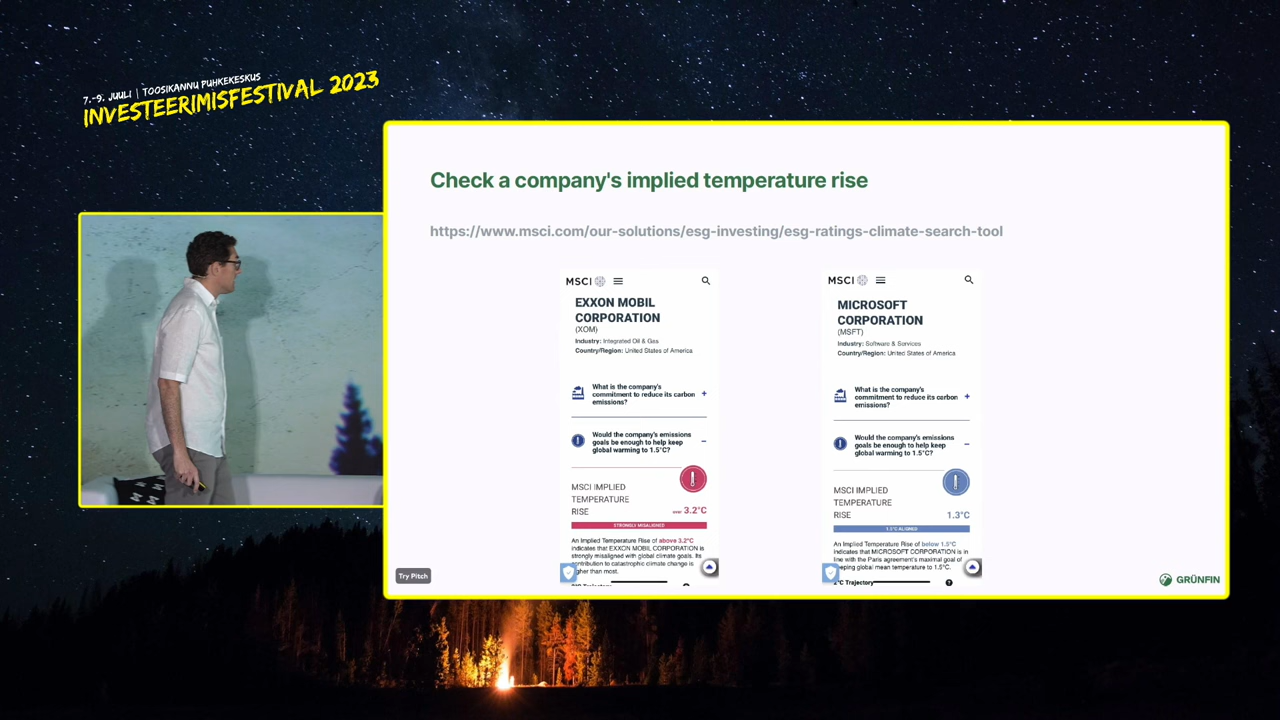 7.-9. JUULI | TOOSIKANNU PUHKEKESKUS
INVESTEERIMISFESTIVAL 2023
Check a company's implied temperature rise
https://www.msci.com/our-solutions/esg-investing/esg-ratings-climate-search-tool
MSCI
EXXON MOBIL
CORPORATION
(XOM)
Industry: Integrated Oil & Gas
Country/Region: United States of America
What is the company's
commitment to reduce its carbon
emissions?
+
Would the company's emissions
goals be enough to help keep
global warming to 1.5°C?
−
MSCI IMPLIED
TEMPERATURE
RISE
over 3.2°C
STRONGLY MISALIGNED
An Implied Temperature Rise of above 3.2°C
indicates that EXXON MOBIL CORPORATION is
strongly misaligned with global climate goals. Its
contribution to catastrophic climate change is
higher than most.
2°C Trajectory
MSCI
MICROSOFT
CORPORATION
(MSFT)
Industry: Software & Services
Country/Region: United States of America
What is the company's
commitment to reduce its carbon
emissions?
+
Would the company's emissions
goals be enough to help keep
global warming to 1.5°C?
−
MSCI IMPLIED
TEMPERATURE
RISE
1.3°C
1.5°C ALIGNED
An Implied Temperature Rise of below 1.5°C
indicates that MICROSOFT CORPORATION is in
line with the Paris agreement's maximal goal of
keeping global mean temperature to 1.5°C.
2°C Trajectory
?
Try Pitch
GRÜNFIN